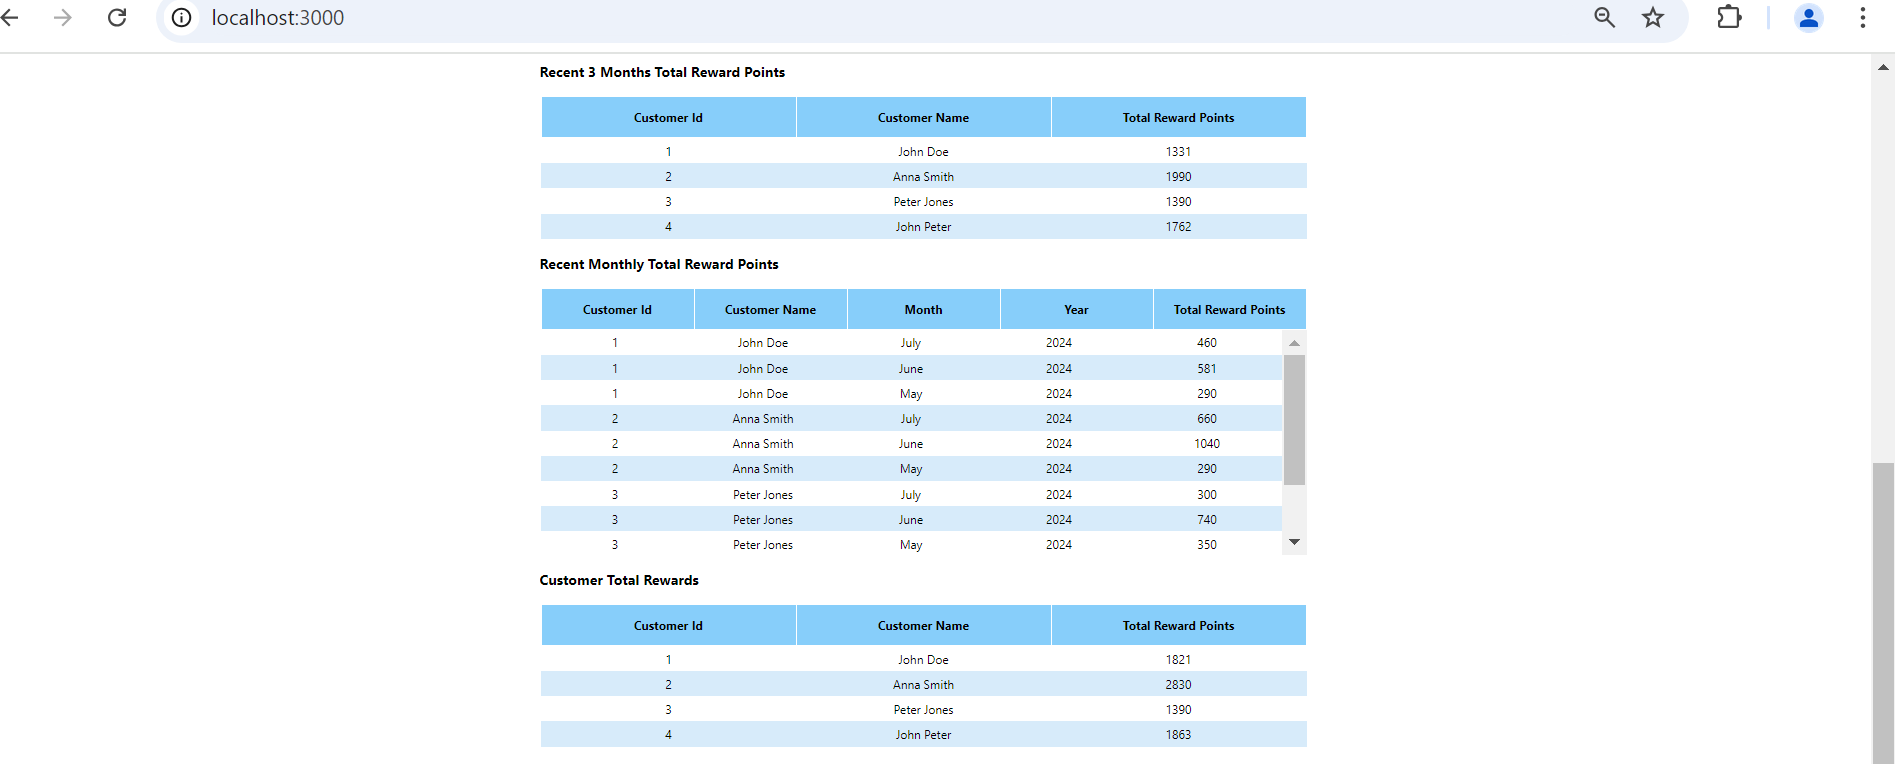 localhost:3000
Recent 3 Months Total Reward Points
Customer Id Customer Name Total Reward Points
1 John Doe 1331
2 Anna Smith 1990
3 Peter Jones 1390
4 John Peter 1762
Recent Monthly Total Reward Points
Customer Id Customer Name Month Year Total Reward Points
1 John Doe July 2024 460
1 John Doe June 2024 581
1 John Doe May 2024 290
2 Anna Smith July 2024 660
2 Anna Smith June 2024 1040
2 Anna Smith May 2024 290
3 Peter Jones July 2024 300
3 Peter Jones June 2024 740
3 Peter Jones May 2024 350
Customer Total Rewards
Customer Id Customer Name Total Reward Points
1 John Doe 1821
2 Anna Smith 2830
3 Peter Jones 1390
4 John Peter 1863